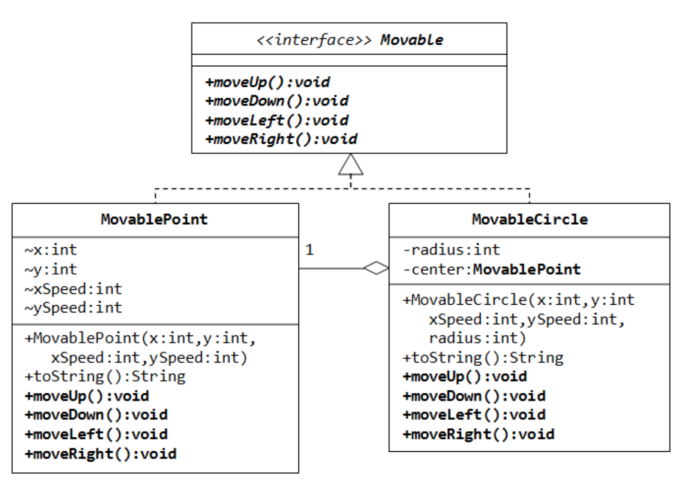 <<interface>> Movable
+moveUp():void
+moveDown():void
+moveLeft():void
+moveRight():void
MovablePoint
~x:int
~y:int
~xSpeed:int
~ySpeed:int
+MovablePoint(x:int,y:int,
xSpeed:int,ySpeed:int)
+toString():String
+moveUp():void
+moveDown():void
+moveLeft():void
+moveRight():void
1
MovableCircle
-radius:int
-center:MovablePoint
+MovableCircle(x:int,y:int
xSpeed:int,ySpeed:int,
radius:int)
+toString():String
+moveUp():void
+moveDown():void
+moveLeft():void
+moveRight():void